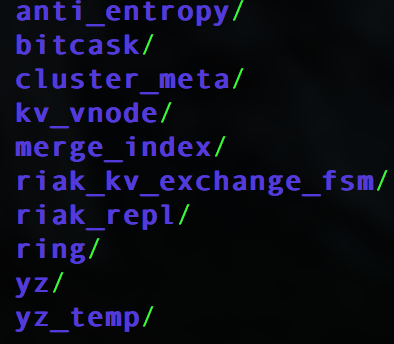 anti_entropy/
bitcask/
cluster_meta/
kv_vnode/
merge_index/
riak_kv_exchange_fsm/
riak_repl/
ring/
yz/
yz_temp/